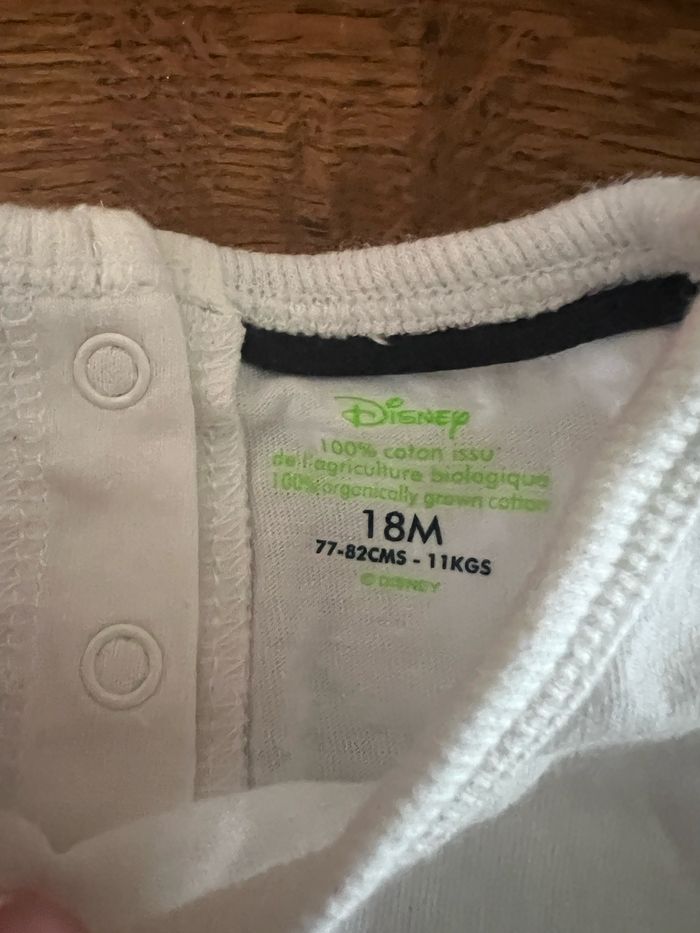 Disney
100% coton issu
de l'agriculture biologique
100% organically grown cotton
18M
77-82CMS - 11KGS
© DISNEY